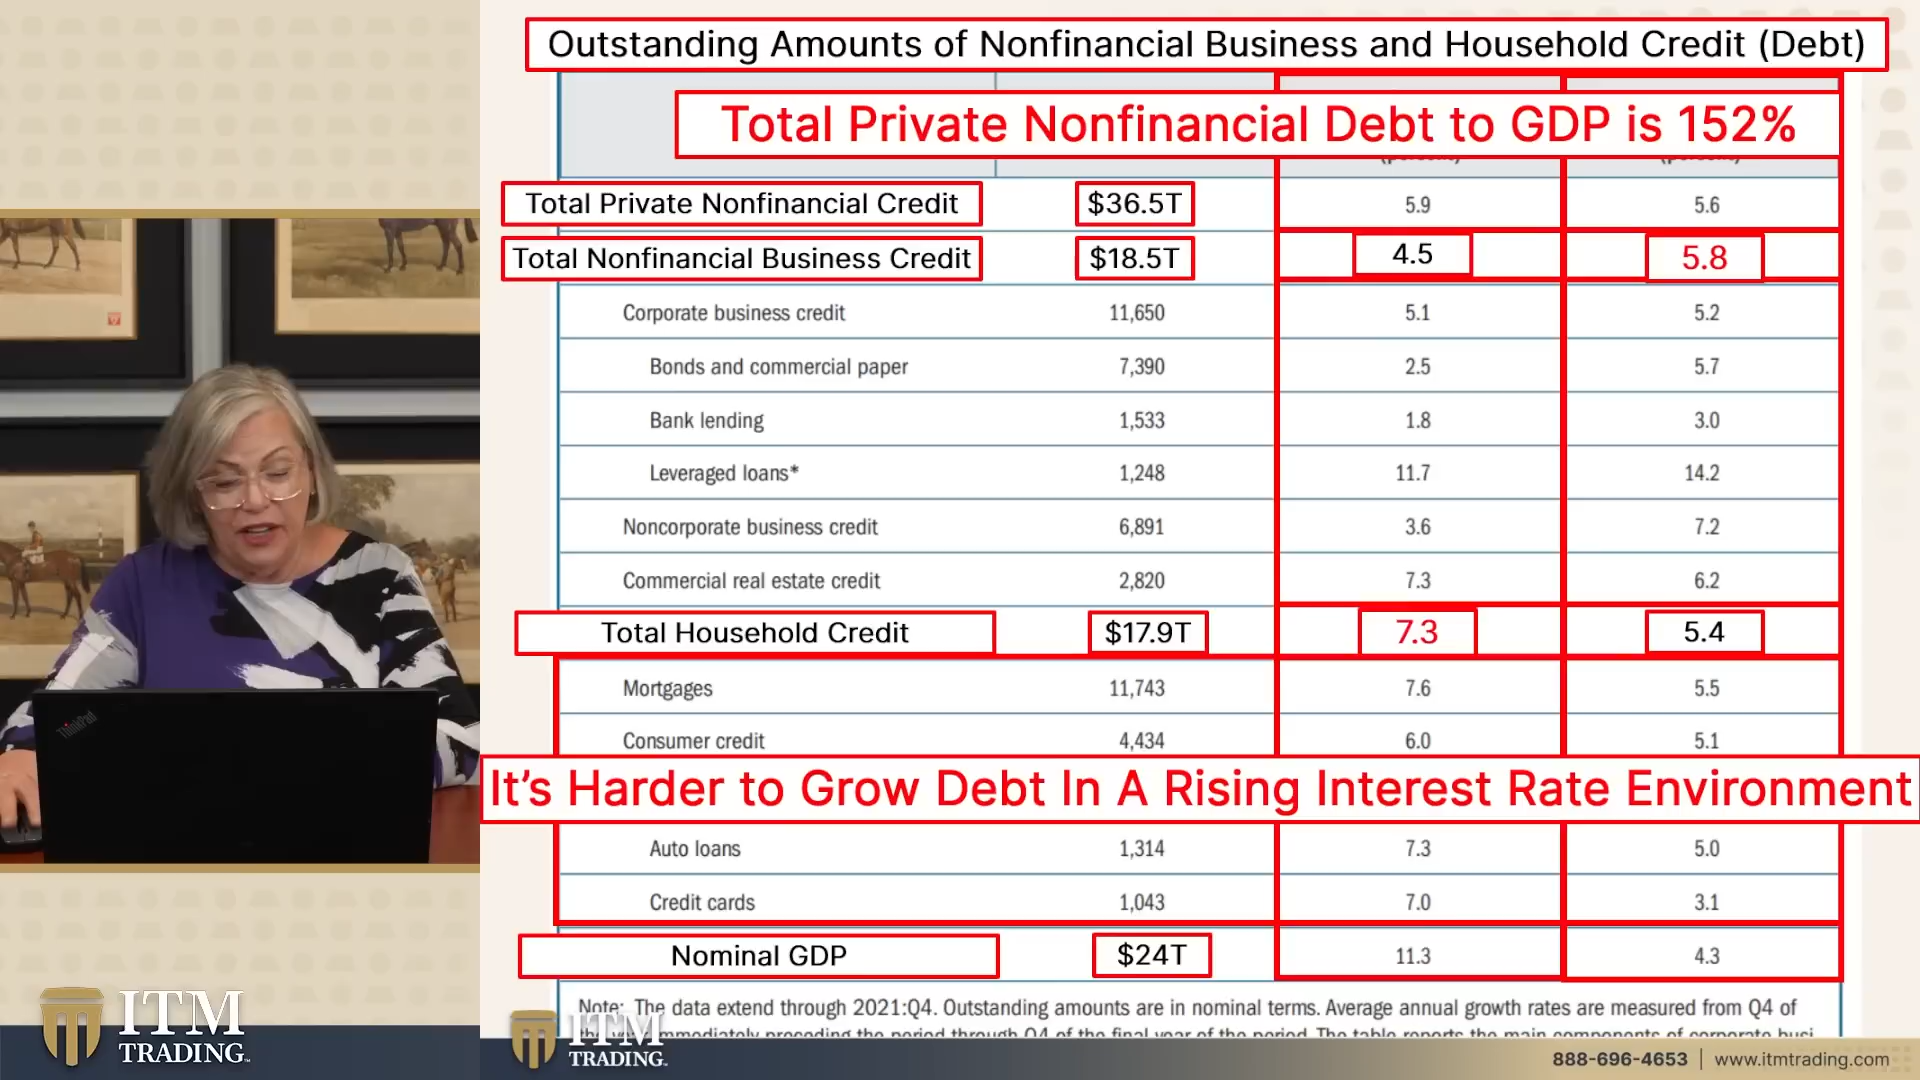 Outstanding Amounts of Nonfinancial Business and Household Credit (Debt)
Total Private Nonfinancial Debt to GDP is 152%
Total Private Nonfinancial Credit $36.5T 5.9 5.6
Total Nonfinancial Business Credit $18.5T 4.5 5.8
Corporate business credit 11,650 5.1 5.2
Bonds and commercial paper 7,390 2.5 5.7
Bank lending 1,533 1.8 3.0
Leveraged loans* 1,248 11.7 14.2
Noncorporate business credit 6,891 3.6 7.2
Commercial real estate credit 2,820 7.3 6.2
Total Household Credit $17.9T 7.3 5.4
Mortgages 11,743 7.6 5.5
Consumer credit 4,434 6.0 5.1
It's Harder to Grow Debt In A Rising Interest Rate Environment
Auto loans 1,314 7.3 5.0
Credit cards 1,043 7.0 3.1
Nominal GDP $24T 11.3 4.3
Note: The data extend through 2021:Q4. Outstanding amounts are in nominal terms. Average annual growth rates are measured from Q4 of
immediately preceding the period through Q4 of the final year of the period. The table reports the main components of corporate busi
ThinkPad
ITM
TRADING
ITM
TRADING
888-696-4653 | www.itmtrading.com